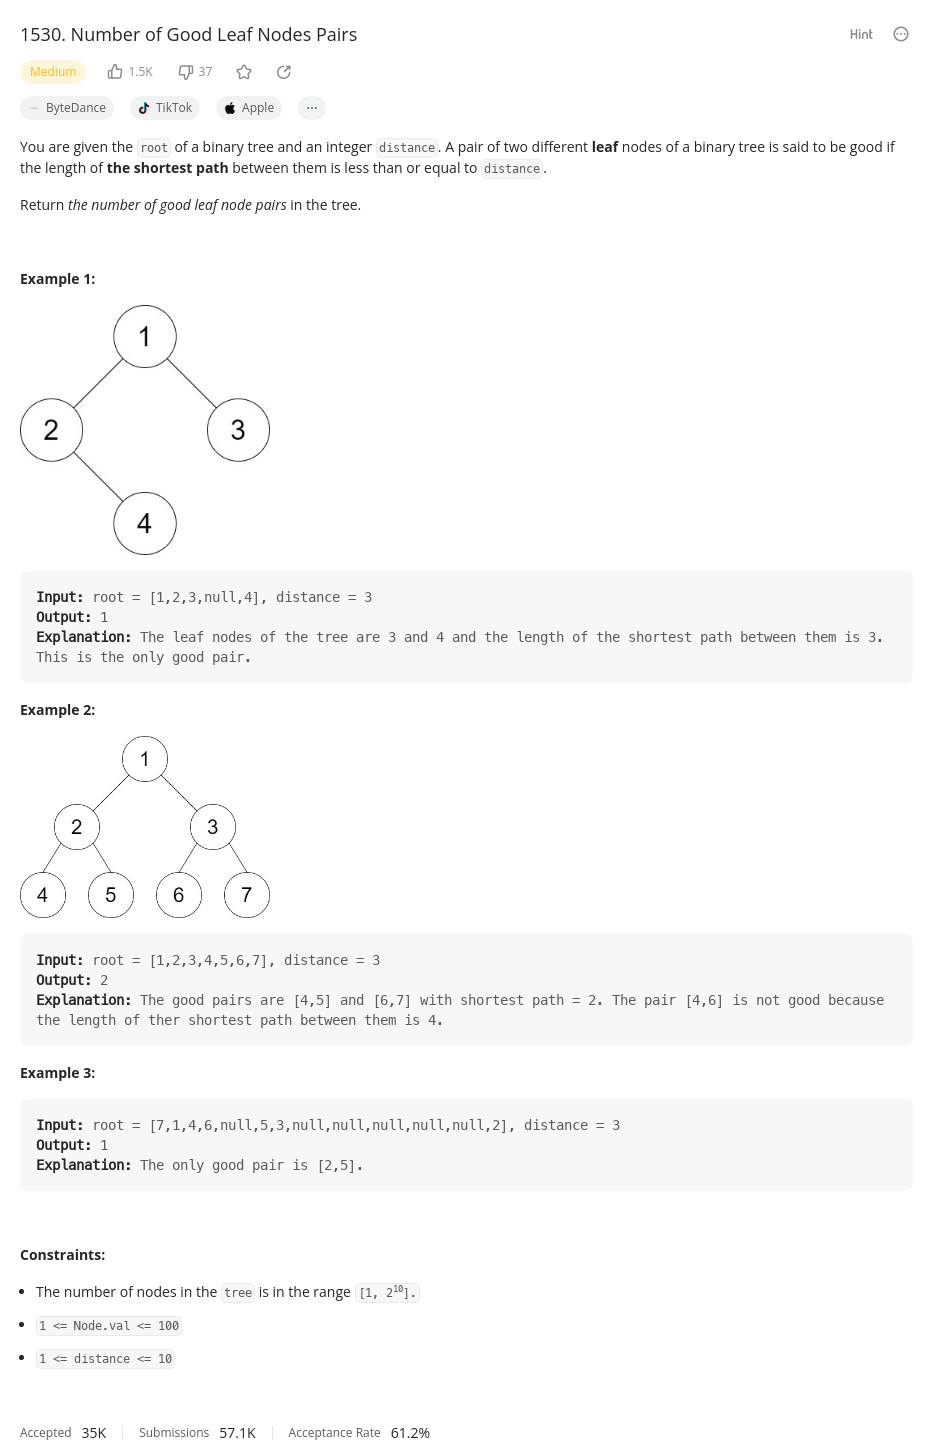 1530. Number of Good Leaf Nodes Pairs
Hint
Medium 1.5K 37
ByteDance TikTok Apple ...
You are given the root of a binary tree and an integer distance. A pair of two different leaf nodes of a binary tree is said to be good if
the length of the shortest path between them is less than or equal to distance.
Return the number of good leaf node pairs in the tree.
Example 1:
1
2 3
4
Input: root = [1,2,3,null,4], distance = 3
Output: 1
Explanation: The leaf nodes of the tree are 3 and 4 and the length of the shortest path between them is 3.
This is the only good pair.
Example 2:
1
2 3
4 5 6 7
Input: root = [1,2,3,4,5,6,7], distance = 3
Output: 2
Explanation: The good pairs are [4,5] and [6,7] with shortest path = 2. The pair [4,6] is not good because
the length of ther shortest path between them is 4.
Example 3:
Input: root = [7,1,4,6,null,5,3,null,null,null,null,null,2], distance = 3
Output: 1
Explanation: The only good pair is [2,5].
Constraints:
• The number of nodes in the tree is in the range [1, 2¹⁰].
• 1 <= Node.val <= 100
• 1 <= distance <= 10
Accepted 35K Submissions 57.1K Acceptance Rate 61.2%